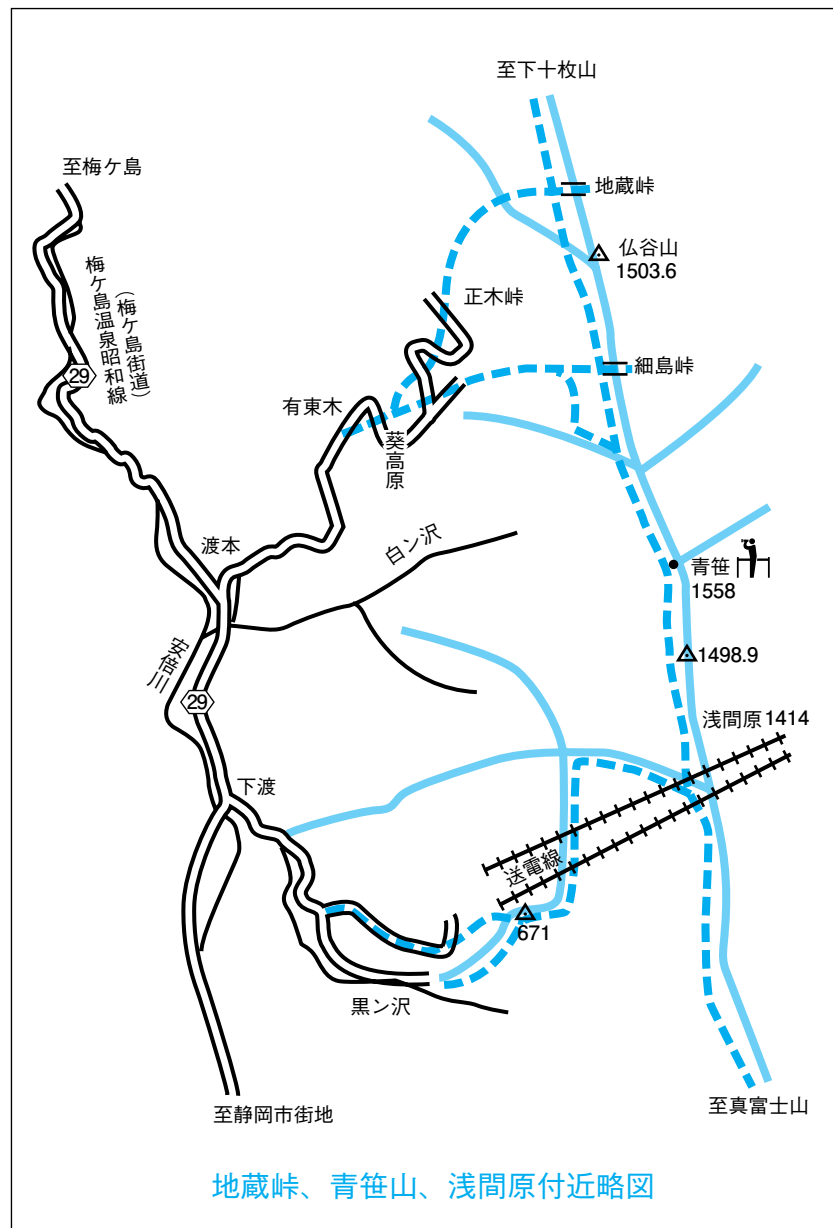 至下十枚山
至梅ケ島
地蔵峠
仏谷山
1503.6
(梅ケ島街道)
梅ケ島温泉昭和線
29
正木峠
細島峠
有東木
葵高原
渡本
白ン沢
青笹
1558
安倍川
1498.9
29
浅間原1414
下渡
送電線
671
黒ン沢
至静岡市街地
至真富士山
地蔵峠、青笹山、浅間原付近略図